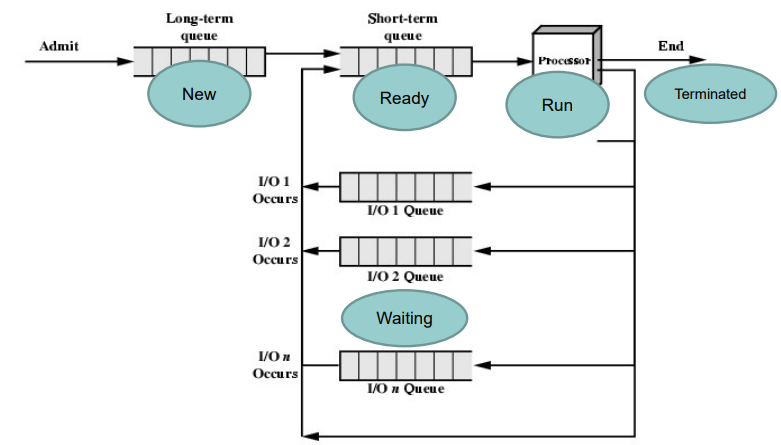 Long-term
queue
Short-term
queue
Admit
Processor
End
New
Ready
Run
Terminated
I/O 1
Occurs
I/O 1 Queue
I/O 2
Occurs
I/O 2 Queue
Waiting
I/O n
Occurs
I/O n Queue